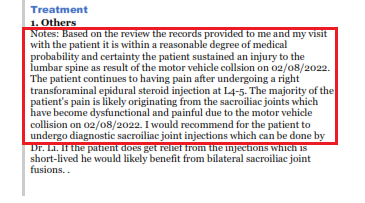 Treatment
1. Others
Notes: Based on the review the records provided to me and my visit
with the patient it is within a reasonable degree of medical
probability and certainty the patient sustained an injury to the
lumbar spine as result of the motor vehicle collsion on 02/08/2022.
The patient continues to having pain after undergoing a right
transforaminal epidural steroid injection at L4-5. The majority of the
patient's pain is likely originating from the sacroiliac joints which
have become dysfunctional and painful due to the motor vehicle
collision on 02/08/2022. I would recommend for the patient to
undergo diagnostic sacroiliac joint injections which can be done by
Dr. Li. If the patient does get relief from the injections which is
short-lived he would likely benefit from bilateral sacroiliac joint
fusions. .